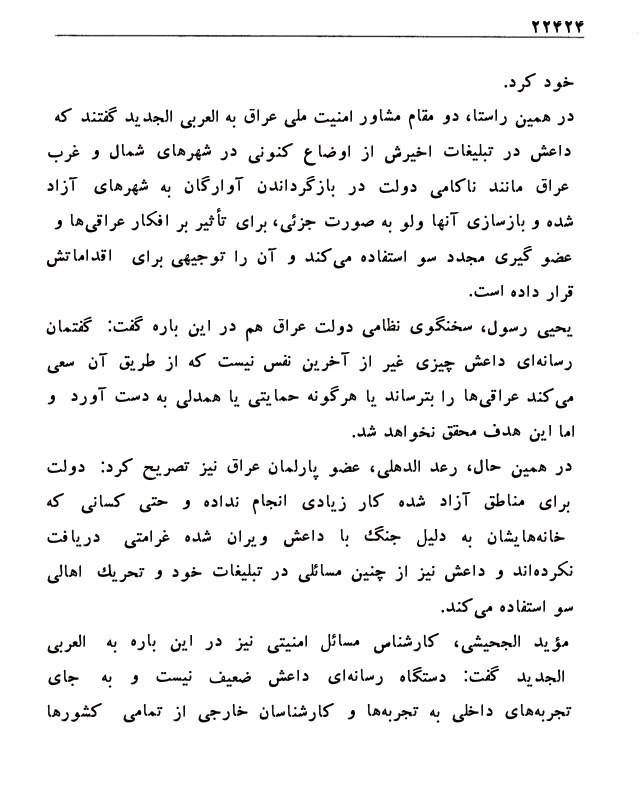 ۲۲۴۲۴
خود کرد.
در همین راستا، دو مقام مشاور امنیت ملی عراق به العربی الجدید گفتند که
داعش در تبلیغات اخیرش از اوضاع کنونی در شهرهای شمال و غرب
عراق مانند ناکامی دولت در بازگرداندن آوارگان به شهرهای آزاد
شده و بازسازی آنها ولو به صورت جزئی، برای تأثیر بر افکار عراقی‌ها و
عضو گیری مجدد سو استفاده می‌کند و آن را توجیهی برای اقداماتش
قرار داده است.
یحیی رسول، سخنگوی نظامی دولت عراق هم در این باره گفت: گفتمان
رسانه‌ای داعش چیزی غیر از آخرین نفس نیست که از طریق آن سعی
می‌کند عراقی‌ها را بترساند یا هرگونه حمایتی یا همدلی به دست آورد و
اما این هدف محقق نخواهد شد.
در همین حال، رعد الدهلی، عضو پارلمان عراق نیز تصریح کرد: دولت
برای مناطق آزاد شده کار زیادی انجام نداده و حتی کسانی که
خانه‌هایشان به دلیل جنگ با داعش ویران شده غرامتی دریافت
نکرده‌اند و داعش نیز از چنین مسائلی در تبلیغات خود و تحریك اهالی
سو استفاده می‌کند.
مؤید الجحیشی، کارشناس مسائل امنیتی نیز در این باره به العربی
الجدید گفت: دستگاه رسانه‌ای داعش ضعیف نیست و به جای
تجربه‌های داخلی به تجربه‌ها و کارشناسان خارجی از تمامی کشورها